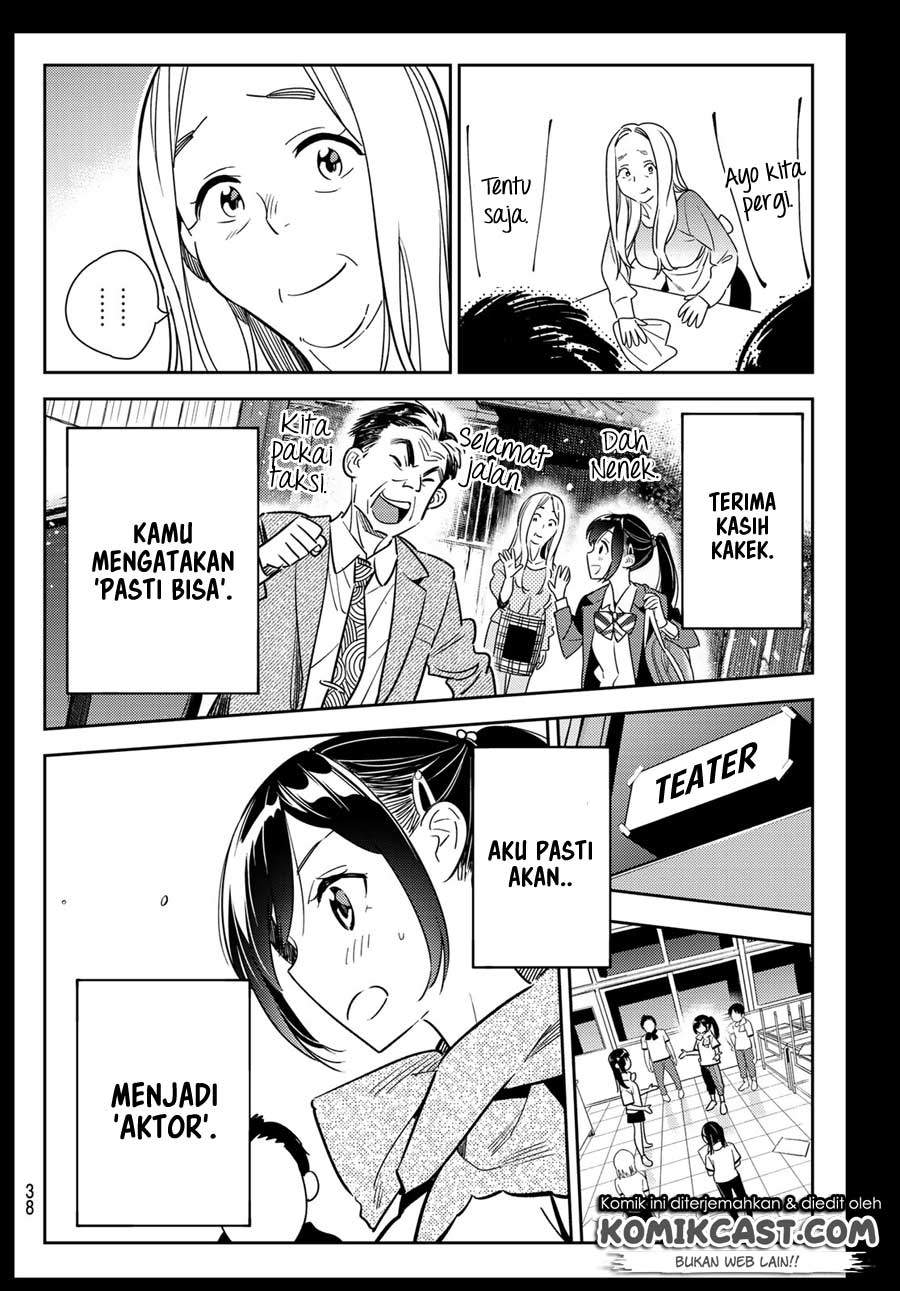 Ayo kita
pergi.
Tentu
saja.
.......
TERIMA
KASIH
KAKEK.
Dah
Nenek.
Selamat
jalan.
Kita
pakai
taksi.
KAMU
MENGATAKAN
'PASTI BISA'.
TEATER
AKU PASTI
AKAN..
MENJADI
'AKTOR'.
38
Komik ini diterjemahkan & diedit oleh
KOMIKCAST.COM
BUKAN WEB LAIN!!